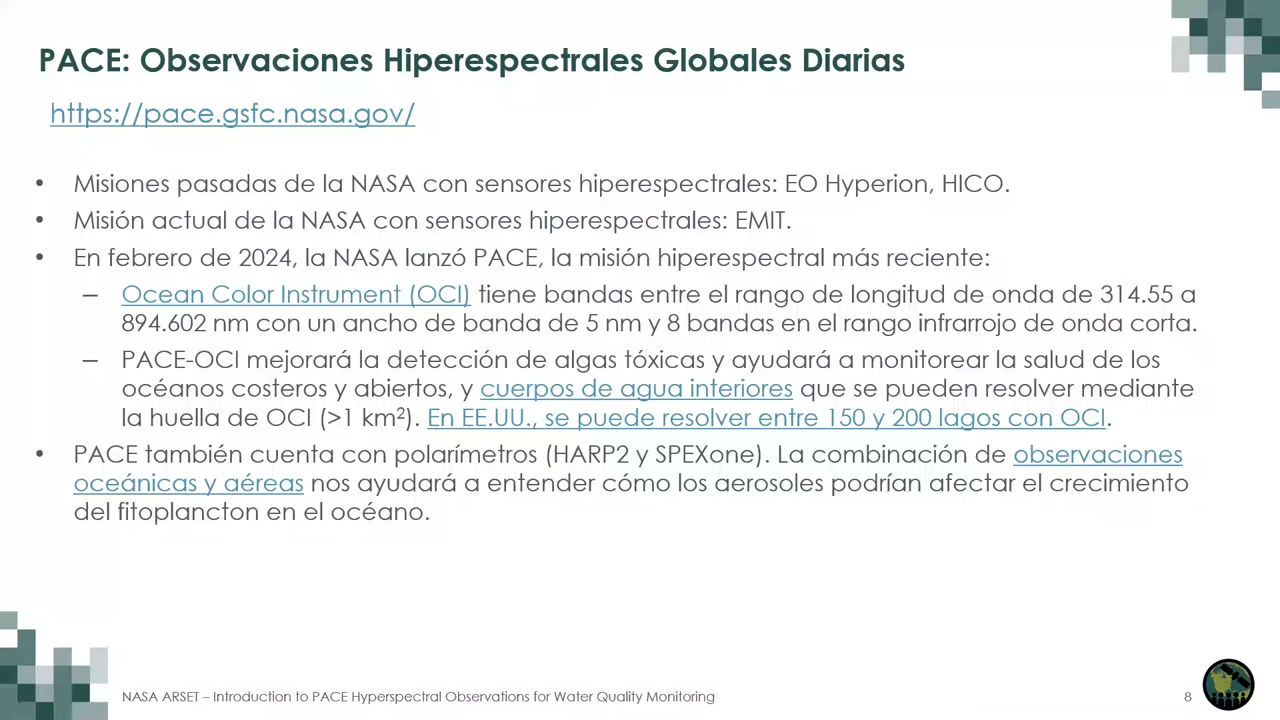 PACE: Observaciones Hiperespectrales Globales Diarias
https://pace.gsfc.nasa.gov/
• Misiones pasadas de la NASA con sensores hiperespectrales: EO Hyperion, HICO.
• Misión actual de la NASA con sensores hiperespectrales: EMIT.
• En febrero de 2024, la NASA lanzó PACE, la misión hiperespectral más reciente:
– Ocean Color Instrument (OCI) tiene bandas entre el rango de longitud de onda de 314.55 a
894.602 nm con un ancho de banda de 5 nm y 8 bandas en el rango infrarrojo de onda corta.
– PACE-OCI mejorará la detección de algas tóxicas y ayudará a monitorear la salud de los
océanos costeros y abiertos, y cuerpos de agua interiores que se pueden resolver mediante
la huella de OCI (>1 km²). En EE.UU., se puede resolver entre 150 y 200 lagos con OCI.
• PACE también cuenta con polarímetros (HARP2 y SPEXone). La combinación de observaciones
oceánicas y aéreas nos ayudará a entender cómo los aerosoles podrían afectar el crecimiento
del fitoplancton en el océano.
NASA ARSET – Introduction to PACE Hyperspectral Observations for Water Quality Monitoring
8